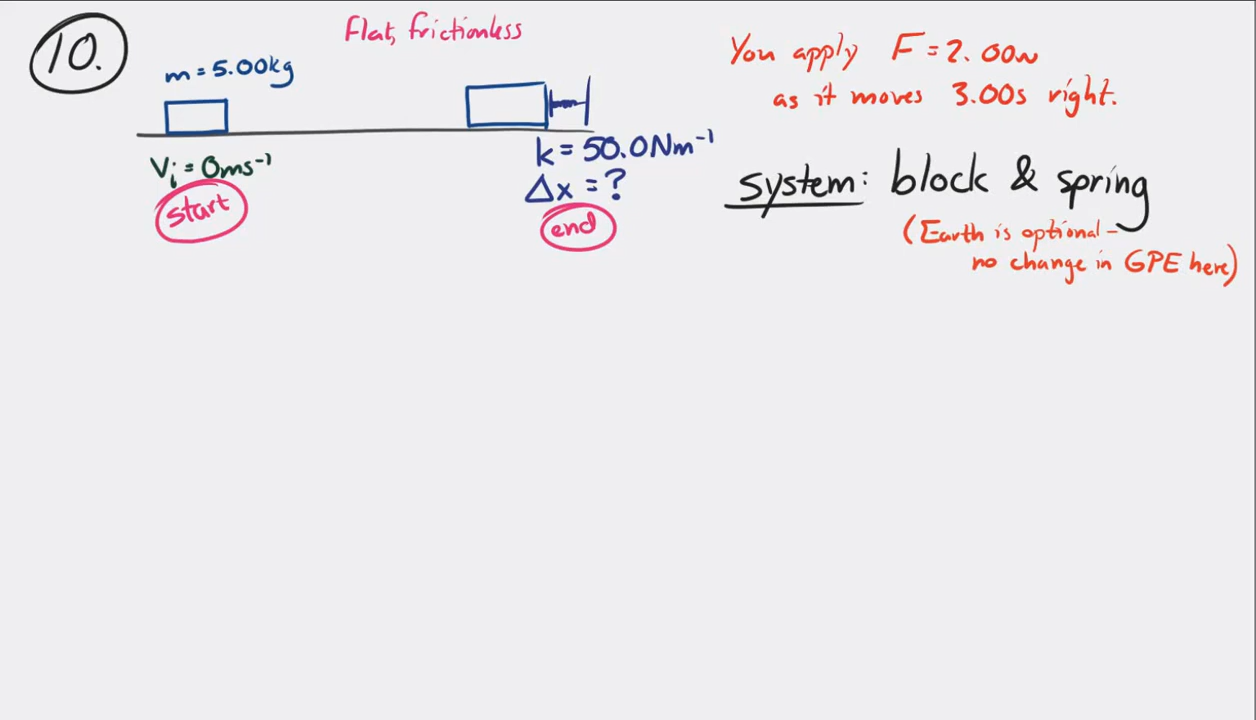 10.
Flat, frictionless
m = 5.00kg
Vi = 0ms⁻¹
start
k = 50.0Nm⁻¹
Δx = ?
end
You apply F = 2.00N
as it moves 3.00s right.
system: block & spring
(Earth is optional -
no change in GPE here)